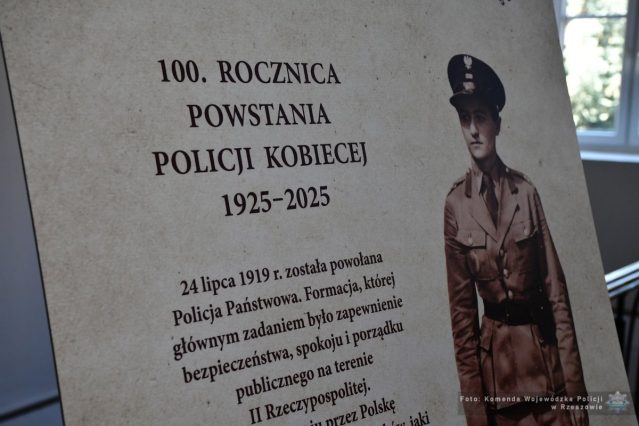 100. ROCZNICA
POWSTANIA
POLICJI KOBIECEJ
1925-2025
24 lipca 1919 r. została powołana
Policja Państwowa. Formacja, której
głównym zadaniem było zapewnienie
bezpieczeństwa, spokoju i porządku
publicznego na terenie
II Rzeczypospolitej.
przez Polskę
jaki
Foto: Komenda Wojewódzka Policji
w Rzeszowie